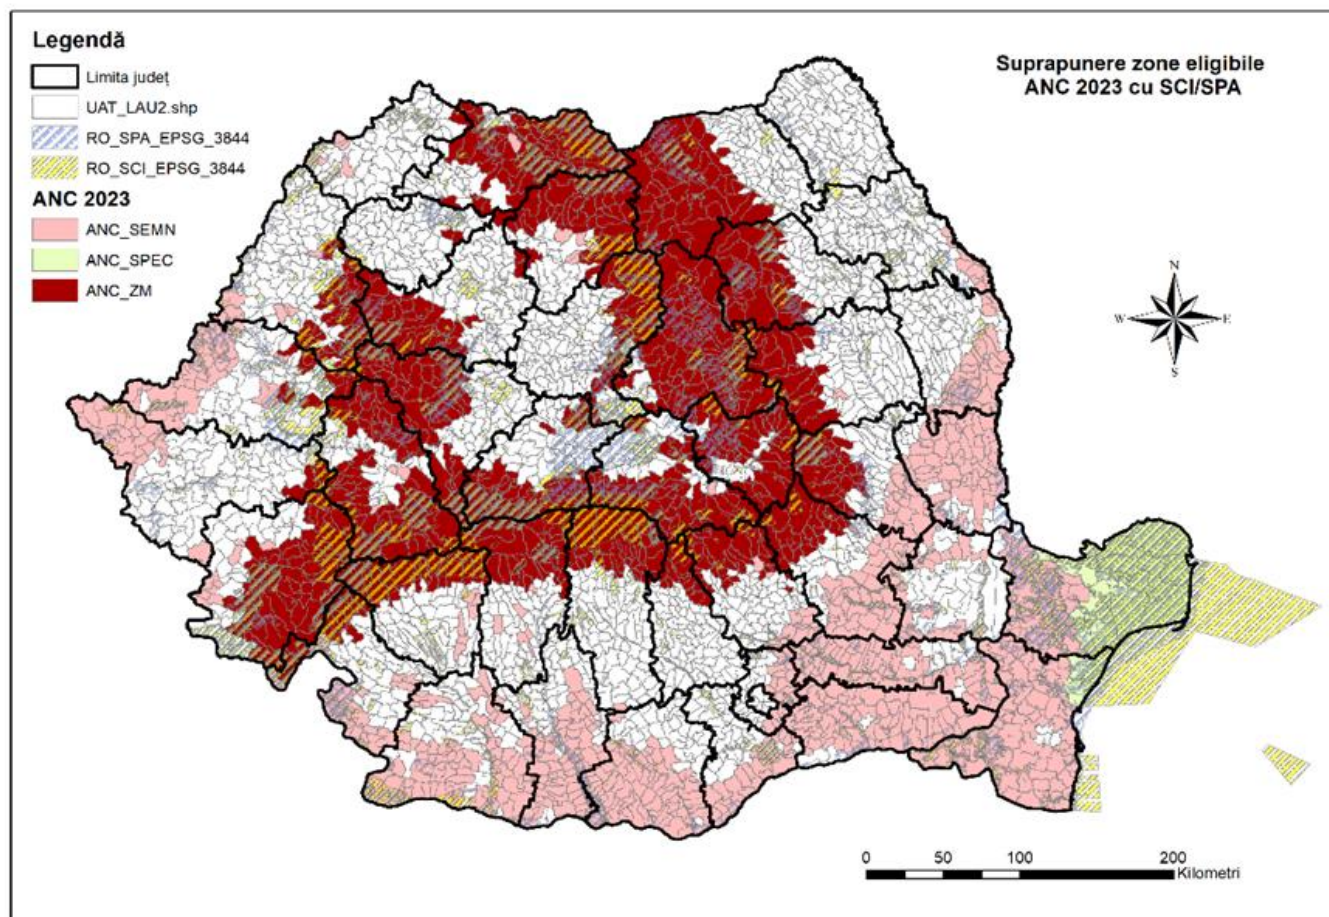 Legendă
Limita județ
UAT_LAU2.shp
RO_SPA_EPSG_3844
RO_SCI_EPSG_3844
ANC 2023
ANC_SEMN
ANC_SPEC
ANC_ZM
Suprapunere zone eligibile
ANC 2023 cu SCI/SPA
N
W E
S
0 50 100 200
Kilometri